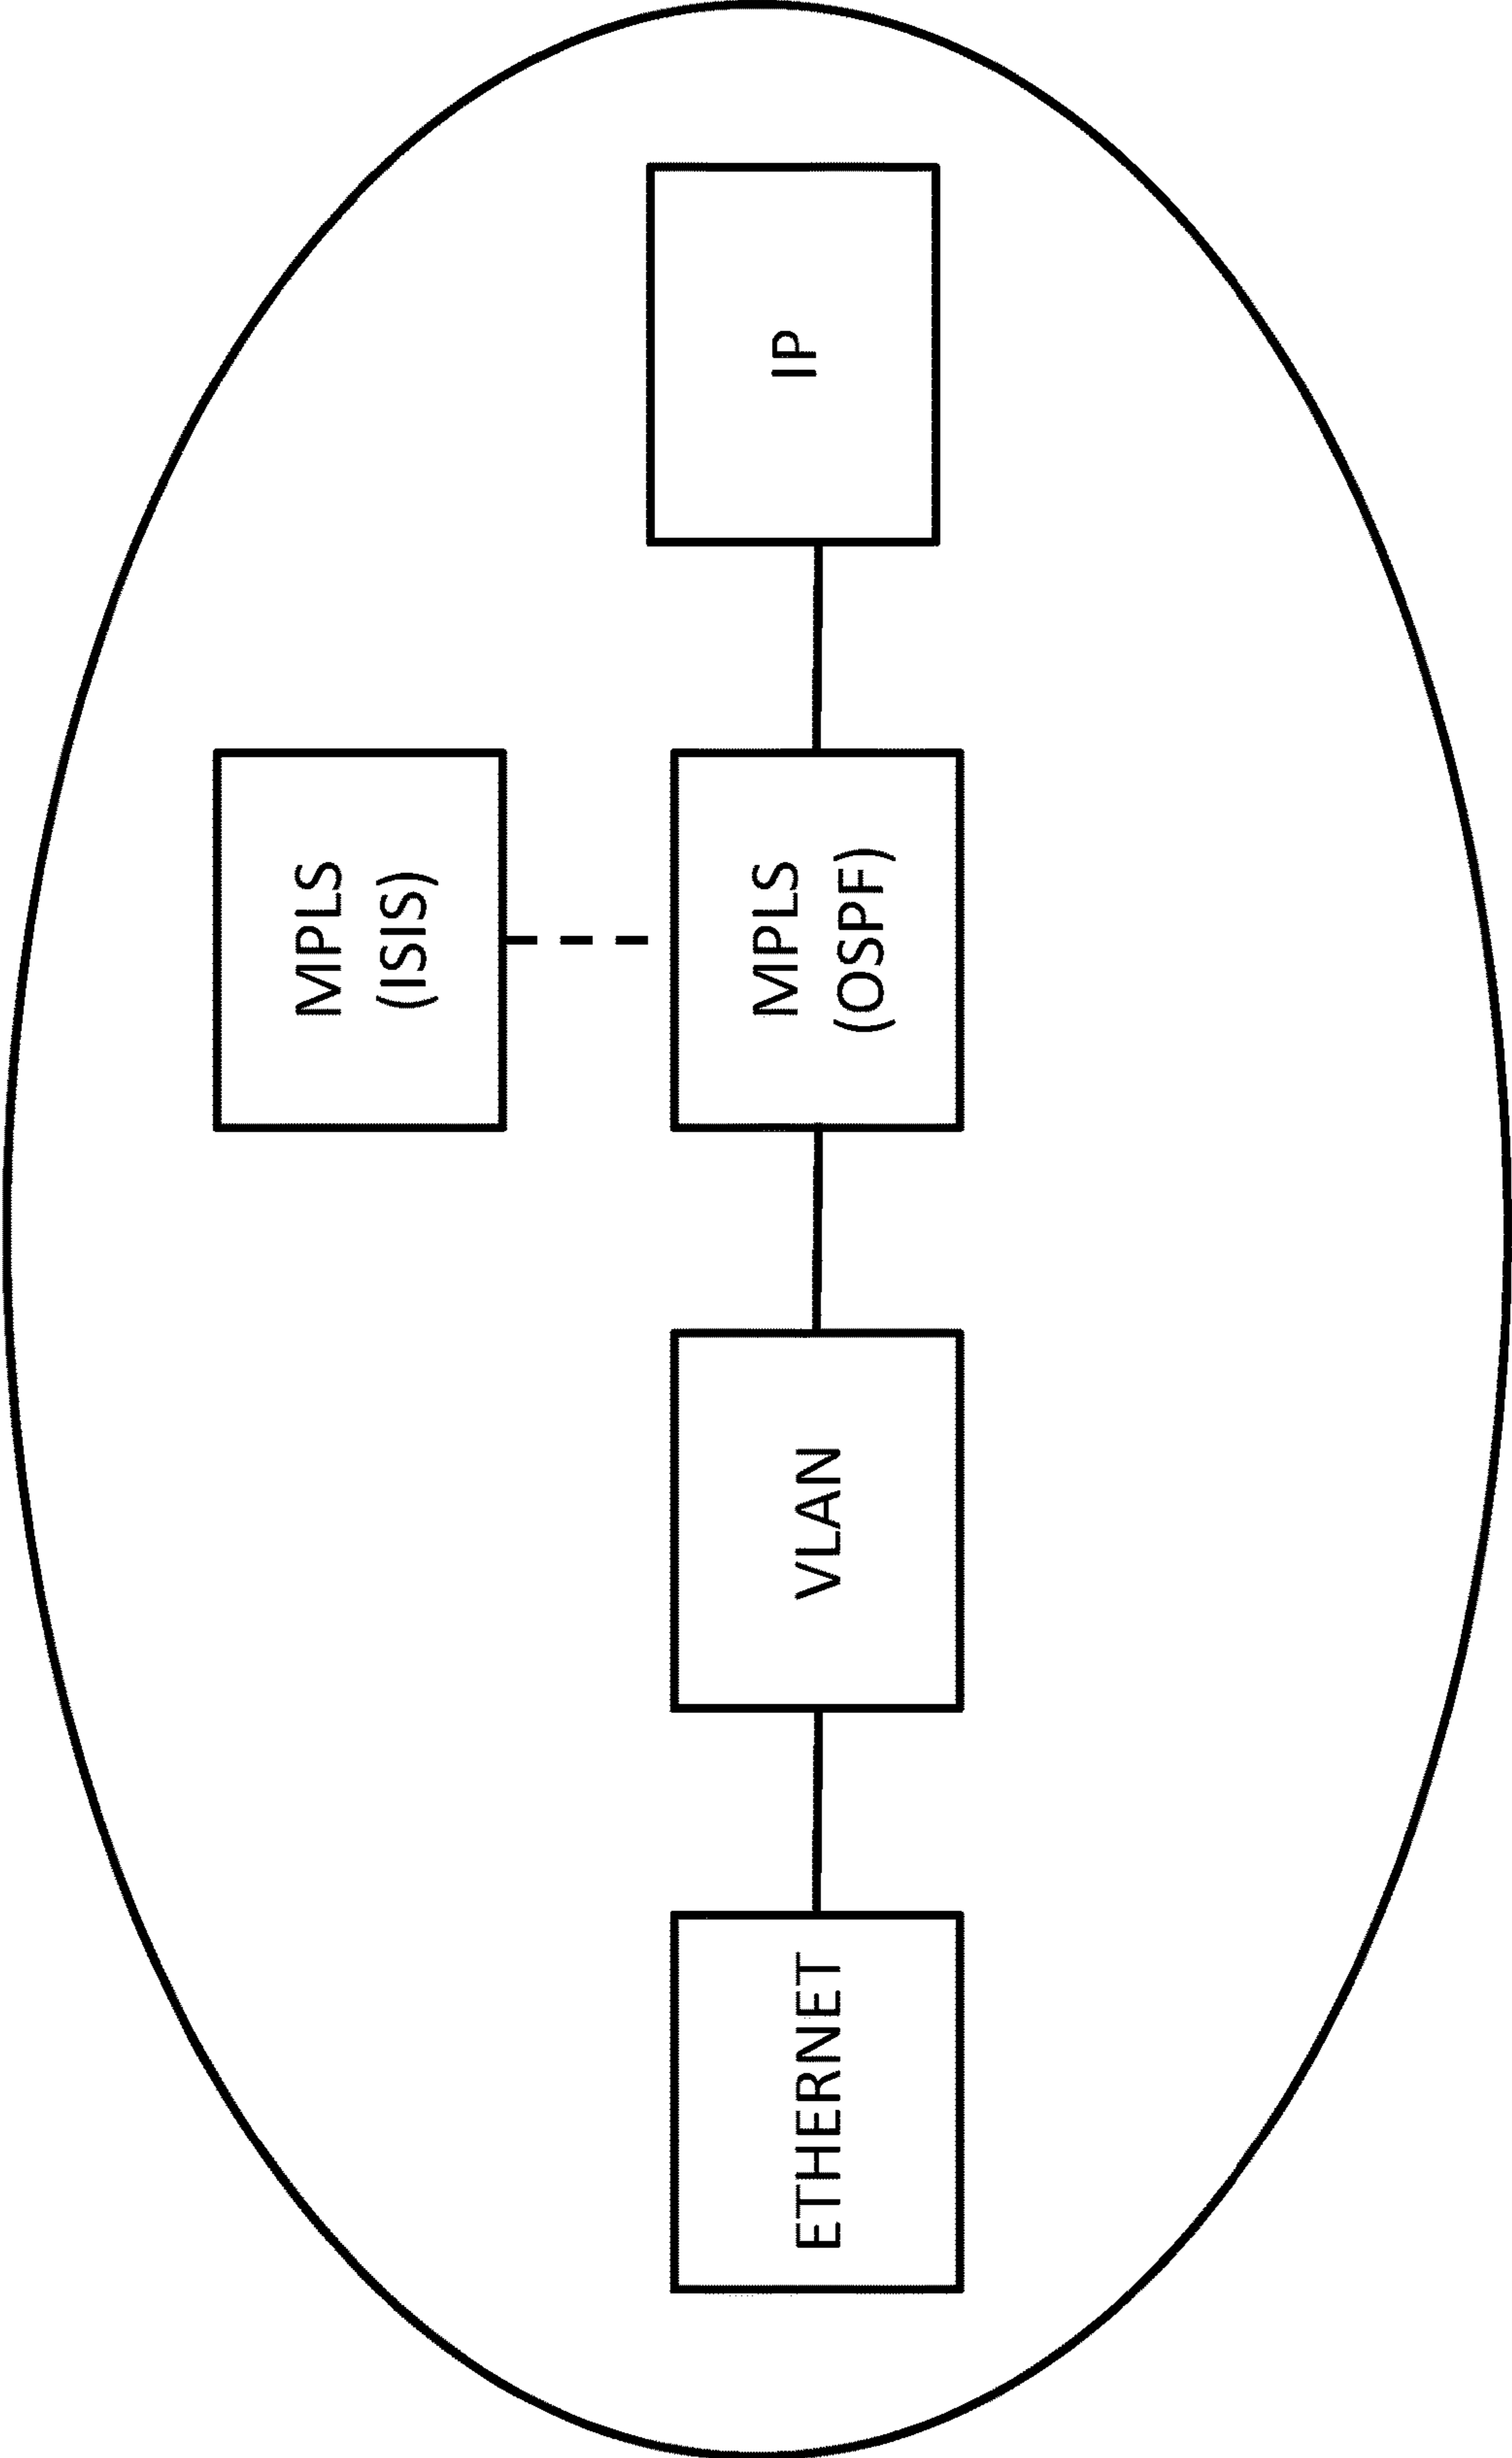 MPLS
(ISIS)
ETHERNET
VLAN
MPLS
(OSPF)
IP